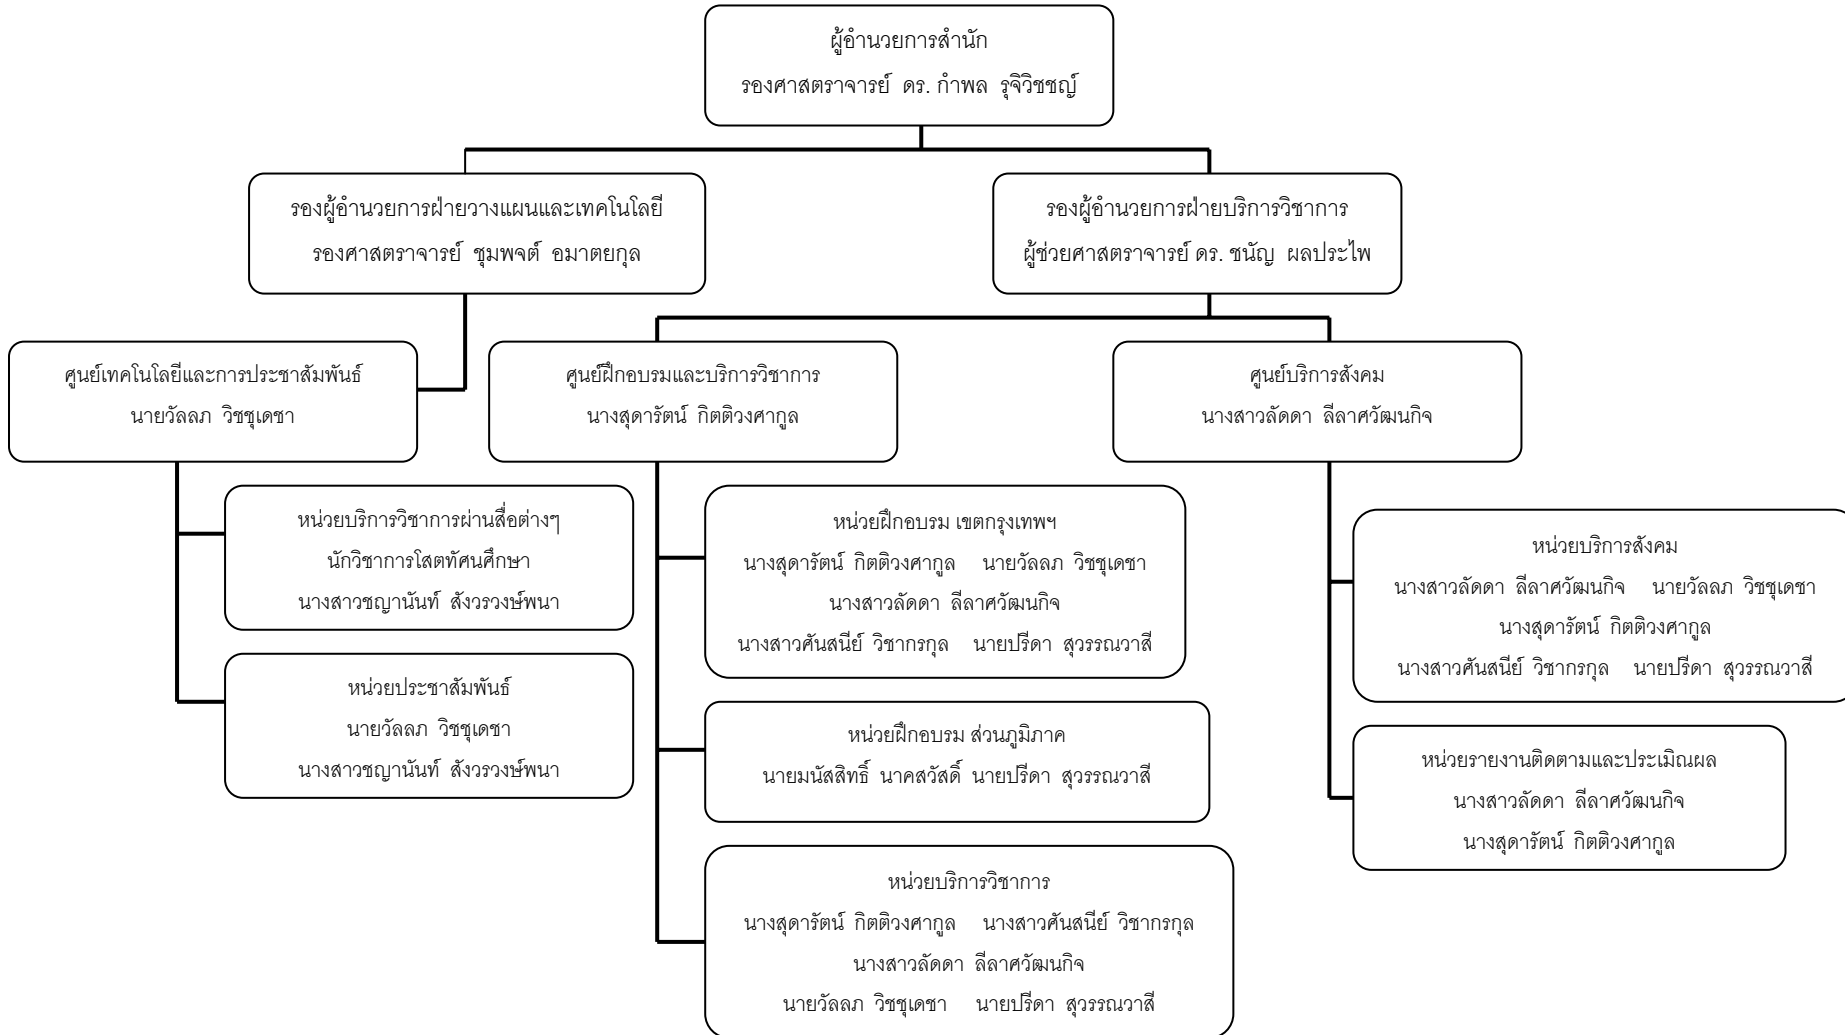 ผู้อำนวยการสำนัก
รองศาสตราจารย์ ดร. กำพล รุจิวิชชญ์
รองผู้อำนวยการฝ่ายวางแผนและเทคโนโลยี
รองศาสตราจารย์ ชุมพจต์ อมาตยกุล
รองผู้อำนวยการฝ่ายบริการวิชาการ
ผู้ช่วยศาสตราจารย์ ดร. ชนัญ ผลประไพ
ศูนย์เทคโนโลยีและการประชาสัมพันธ์
นายวัลลภ วิชชุเดชา
ศูนย์ฝึกอบรมและบริการวิชาการ
นางสุดารัตน์ กิตติวงศากูล
ศูนย์บริการสังคม
นางสาวลัดดา ลีลาศวัฒนกิจ
หน่วยบริการวิชาการผ่านสื่อต่างๆ
นักวิชาการโสตทัศนศึกษา
นางสาวชญานันท์ สังวรวงษ์พนา
หน่วยประชาสัมพันธ์
นายวัลลภ วิชชุเดชา
นางสาวชญานันท์ สังวรวงษ์พนา
หน่วยฝึกอบรม เขตกรุงเทพฯ
นางสุดารัตน์ กิตติวงศากูล นายวัลลภ วิชชุเดชา
นางสาวลัดดา ลีลาศวัฒนกิจ
นางสาวศันสนีย์ วิชากรกุล นายปรีดา สุวรรณวาสี
หน่วยฝึกอบรม ส่วนภูมิภาค
นายมนัสสิทธิ์ นาคสวัสดิ์ นายปรีดา สุวรรณวาสี
หน่วยบริการวิชาการ
นางสุดารัตน์ กิตติวงศากูล นางสาวศันสนีย์ วิชากรกุล
นางสาวลัดดา ลีลาศวัฒนกิจ
นายวัลลภ วิชชุเดชา นายปรีดา สุวรรณวาสี
หน่วยบริการสังคม
นางสาวลัดดา ลีลาศวัฒนกิจ นายวัลลภ วิชชุเดชา
นางสุดารัตน์ กิตติวงศากูล
นางสาวศันสนีย์ วิชากรกุล นายปรีดา สุวรรณวาสี
หน่วยรายงานติดตามและประเมิณผล
นางสาวลัดดา ลีลาศวัฒนกิจ
นางสุดารัตน์ กิตติวงศากูล